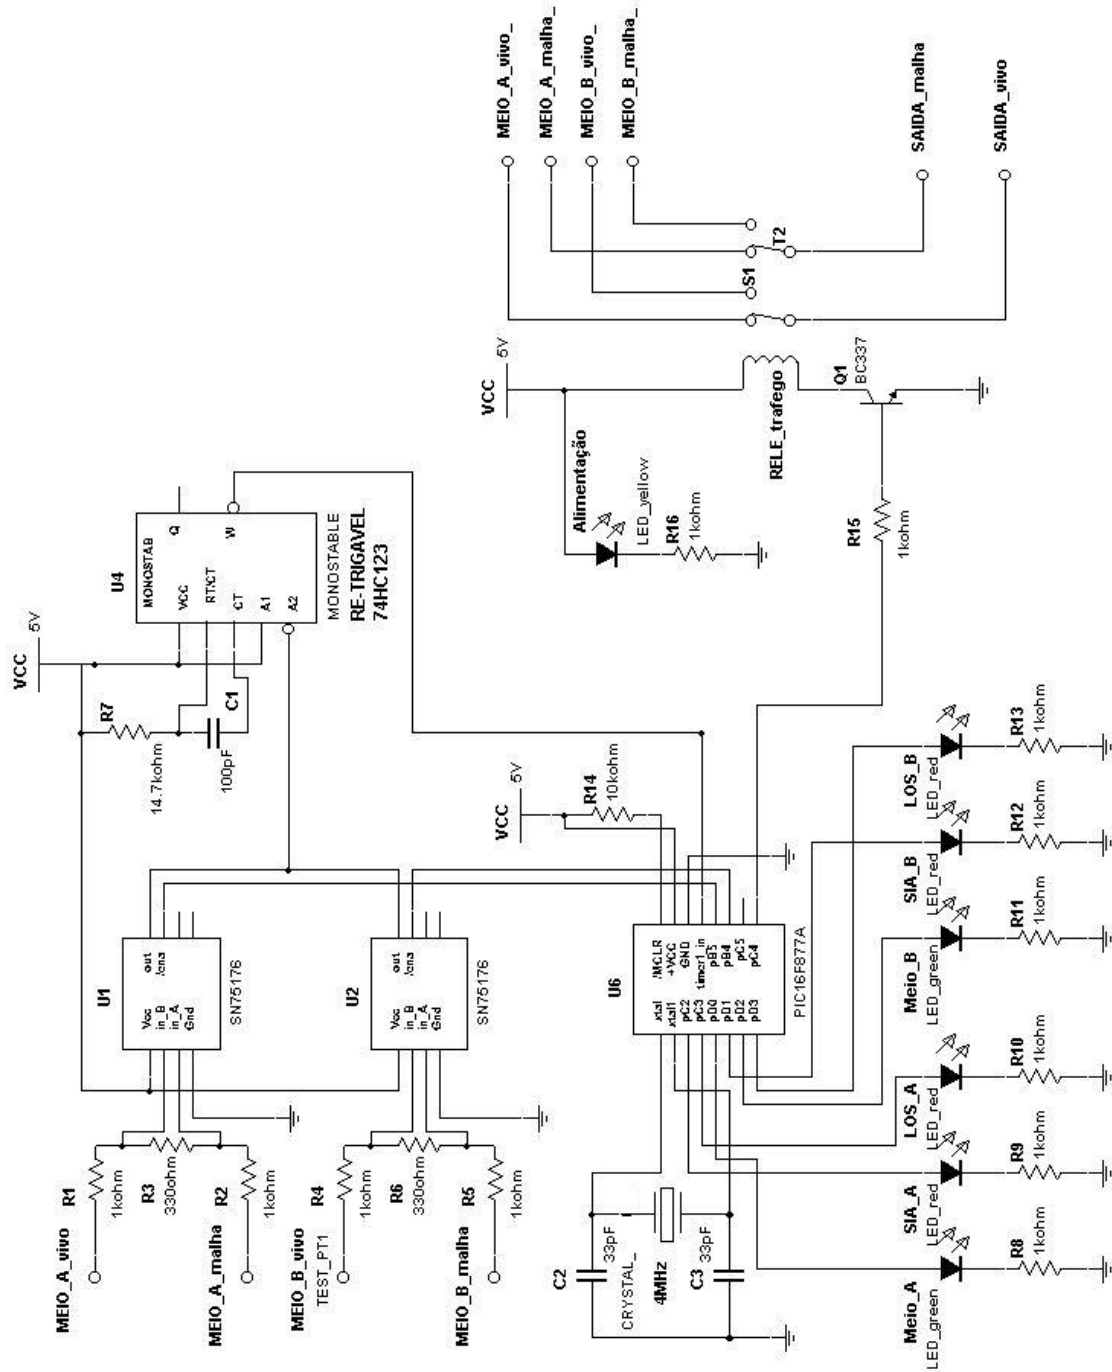 MEIO_A_vivo
R1
1kohm
R3
330ohm
MEIO_A_malha
R2
1kohm
MEIO_B_vivo
TEST_PT1
R4
1kohm
R6
330ohm
MEIO_B_malha
R5
1kohm
U1
Vcc
in_B
in_A
Gnd
out
/ena
SN75176
U2
Vcc
in_B
in_A
Gnd
out
/ena
SN75176
VCC
5V
R7
14.7kohm
C1
100pF
U4
MONOSTAB
VCC
RT/CT
CT
A1
A2
Q
W
MONOSTABLE
RE-TRIGAVEL
74HC123
C2
33pF
CRYSTAL_
4MHz
C3
33pF
VCC
5V
R14
10kohm
U6
xtal
xtal1
pC2
pC3
pD0
pD1
pD2
pD3
/MCLR
+VCC
GND
timer1_in
pB5
pB4
pC5
pC4
PIC16F877A
VCC
5V
Alimentação
LED_yellow
R16
1kohm
RELE_trafego
R15
1kohm
Q1
BC337
S1
T2
MEIO_A_vivo_
MEIO_A_malha_
MEIO_B_vivo_
MEIO_B_malha_
SAIDA_malha
SAIDA_vivo
Meio_A
LED_green
R8
1kohm
SIA_A
LED_red
R9
1kohm
LOS_A
LED_red
R10
1kohm
Meio_B
LED_green
R11
1kohm
SIA_B
LED_red
R12
1kohm
LOS_B
LED_red
R13
1kohm